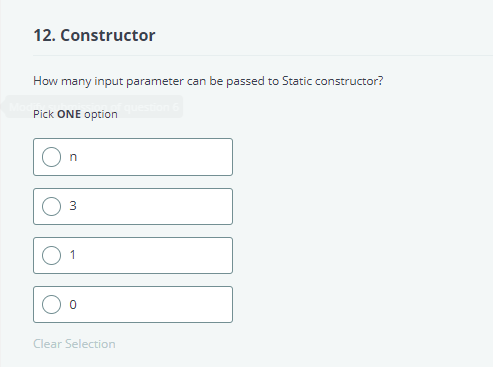 12. Constructor
How many input parameter can be passed to Static constructor?
Pick ONE option
n
3
1
0
Clear Selection